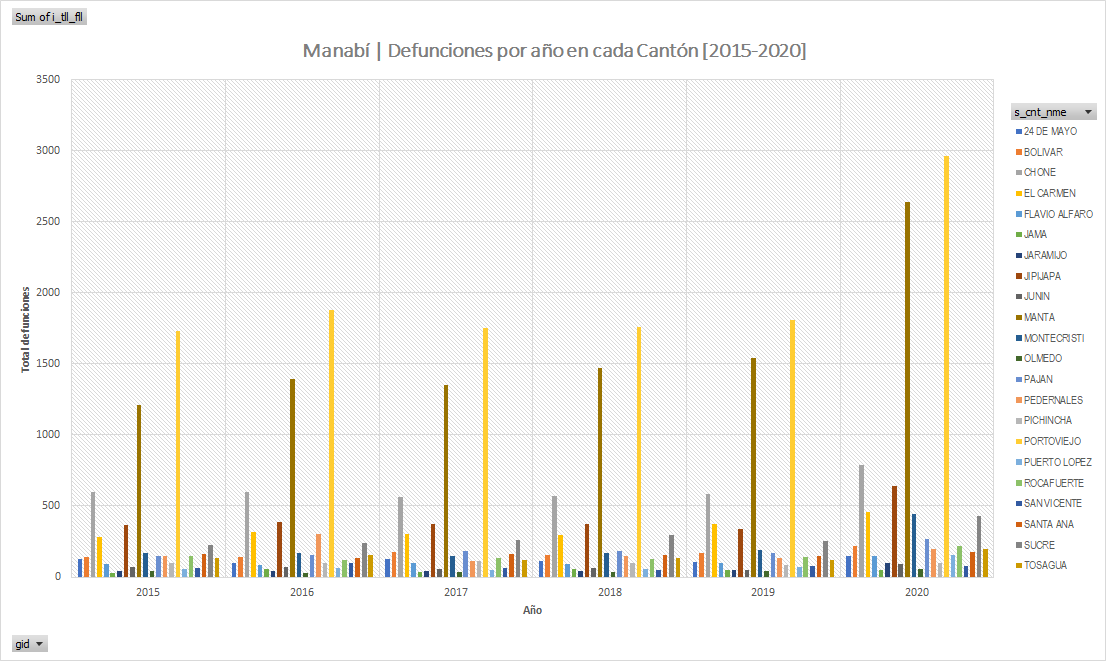 Sum of i_tll_fll
Manabí | Defunciones por año en cada Cantón [2015-2020]
3500
3000
2500
2000
1500
1000
500
0
Total defunciones
2015 2016 2017 2018 2019 2020
Año
s_cnt_nme
24 DE MAYO
BOLIVAR
CHONE
EL CARMEN
FLAVIO ALFARO
JAMA
JARAMIJO
JIPIJAPA
JUNIN
MANTA
MONTECRISTI
OLMEDO
PAJAN
PEDERNALES
PICHINCHA
PORTOVIEJO
PUERTO LOPEZ
ROCAFUERTE
SAN VICENTE
SANTA ANA
SUCRE
TOSAGUA
gid